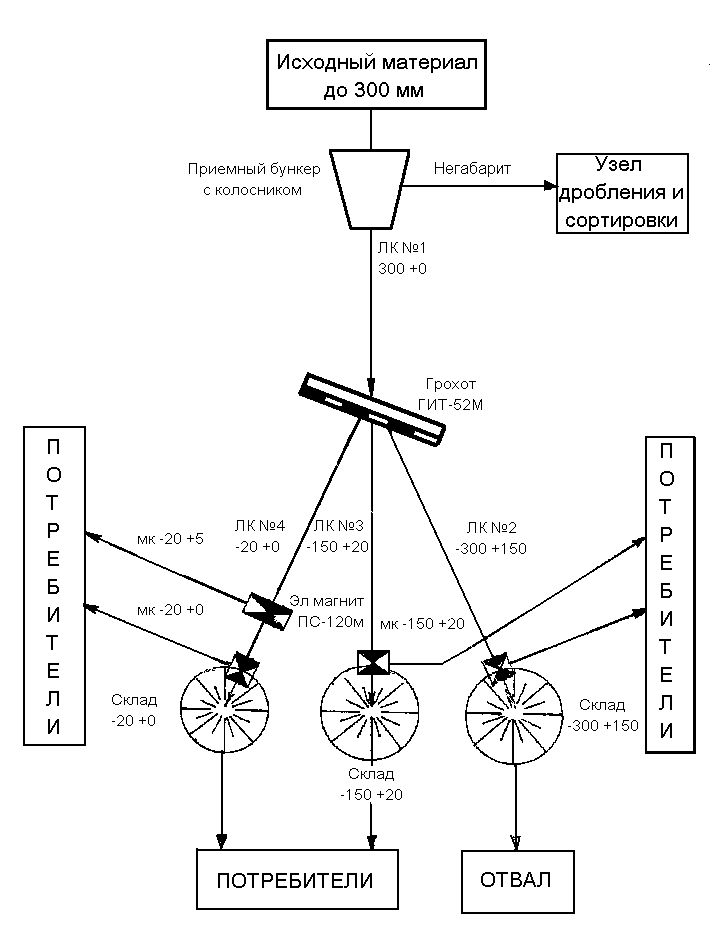 Исходный материал
до 300 мм
Приемный бункер
с колосником
Негабарит
Узел
дробления и
сортировки
ЛК №1
300 +0
Грохот
ГИТ-52М
ПОТРЕБИТЕЛИ
мк -20 +5
мк -20 +0
ЛК №4
-20 +0
ЛК №3
-150 +20
ЛК №2
-300 +150
Эл магнит
ПС-120м
мк -150 +20
ПОТРЕБИТЕЛИ
Склад
-20 +0
Склад
-150 +20
Склад
-300 +150
ПОТРЕБИТЕЛИ
ОТВАЛ